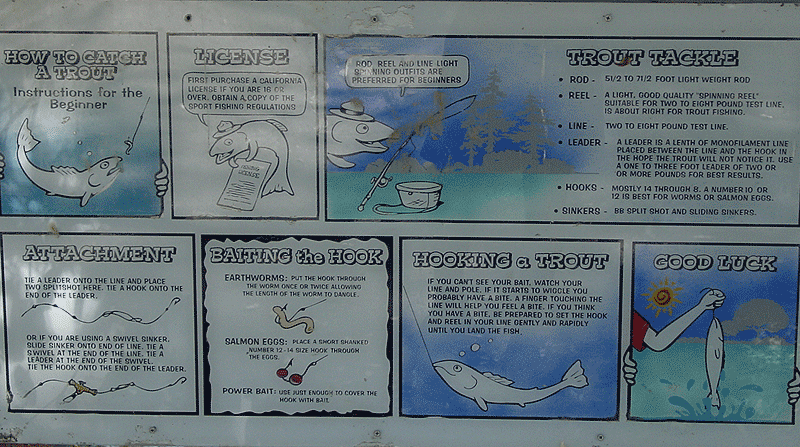 HOW TO CATCH
A TROUT
Instructions for the
Beginner
LICENSE
FIRST PURCHASE A CALIFORNIA
LICENSE IF YOU ARE 16 OR
OVER. OBTAIN A COPY OF THE
SPORT FISHING REGULATIONS
FISHING
LICENSE
ROD, REEL AND LINE LIGHT
SPINNING OUTFITS ARE
PREFERRED FOR BEGINNERS
TROUT TACKLE
• ROD - 51/2 TO 71/2 FOOT LIGHT WEIGHT ROD
• REEL - A LIGHT, GOOD QUALITY "SPINNING REEL"
SUITABLE FOR TWO TO EIGHT POUND TEST LINE,
IS ABOUT RIGHT FOR TROUT FISHING.
• LINE - TWO TO EIGHT POUND TEST LINE.
• LEADER - A LEADER IS A LENTH OF MONOFILAMENT LINE
PLACED BETWEEN THE LINE AND THE HOOK IN
THE HOPE THE TROUT WILL NOT NOTICE IT. USE
A ONE TO THREE FOOT LEADER OF TWO OR
OR MORE POUNDS FOR BEST RESULTS.
• HOOKS - MOSTLY 14 THROUGH 8. A NUMBER 10 OR
12 IS BEST FOR WORMS OR SALMON EGGS.
• SINKERS - BB SPLIT SHOT AND SLIDING SINKERS.
ATTACHMENT
TIE A LEADER ONTO THE LINE AND PLACE
TWO SPLITSHOT HERE. TIE A HOOK ONTO THE
END OF THE LEADER.
OR IF YOU ARE USING A SWIVEL SINKER.
SLIDE SINKER ONTO END OF LINE. TIE A
SWIVEL AT THE END OF THE LINE. TIE A
LEADER AT THE END OF THE SWIVEL.
TIE THE HOOK ONTO THE END OF THE LEADER.
BAITING the HOOK
EARTHWORMS: PUT THE HOOK THROUGH
THE WORM ONCE OR TWICE ALLOWING
THE LENGTH OF THE WORM TO DANGLE.
SALMON EGGS: PLACE A SHORT SHANKED
NUMBER 12-14 SIZE HOOK THROUGH
THE EGGS.
POWER BAIT: USE JUST ENOUGH TO COVER THE
HOOK WITH BAIT.
HOOKING a TROUT
IF YOU CAN'T SEE YOUR BAIT, WATCH YOUR
LINE AND POLE. IF IT STARTS TO WIGGLE YOU
PROBABLY HAVE A BITE. A FINGER TOUCHING THE
LINE WILL HELP YOU FEEL A BITE. IF YOU THINK
YOU HAVE A BITE, BE PREPARED TO SET THE HOOK
AND REEL IN YOUR LINE GENTLY AND RAPIDLY
UNTIL YOU LAND THE FISH
GOOD LUCK